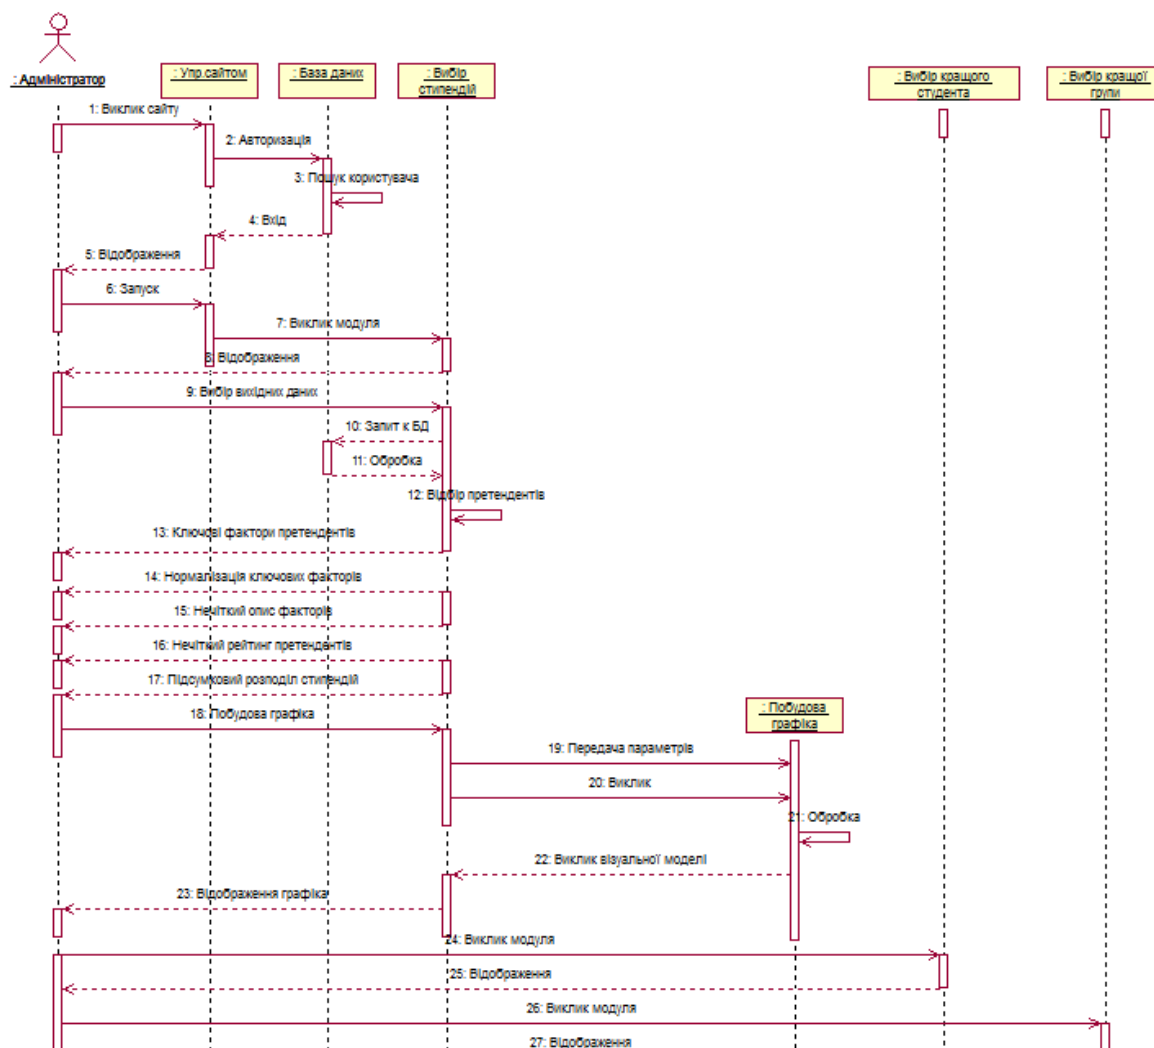 : Адміністратор
: Упр.сайтом
: База даних
: Вибір
стипендій
: Вибір кращого
студента
: Вибір кращої
групи
1: Виклик сайту
2: Авторизація
3: Пошук користувача
4: Вхід
5: Відображення
6: Запуск
7: Виклик модуля
8: Відображення
9: Вибір вихідних даних
10: Запит к БД
11: Обробка
12: Відбір претендентів
13: Ключові фактори претендентів
14: Нормалізація ключових факторів
15: Нечіткий опис факторів
16: Нечіткий рейтинг претендентів
17: Підсумковий розподіл стипендій
: Побудова
графіка
18: Побудова графіка
19: Передача параметрів
20: Виклик
21: Обробка
22: Виклик візуальної моделі
23: Відображення графіка
24: Виклик модуля
25: Відображення
26: Виклик модуля
27: Відображення